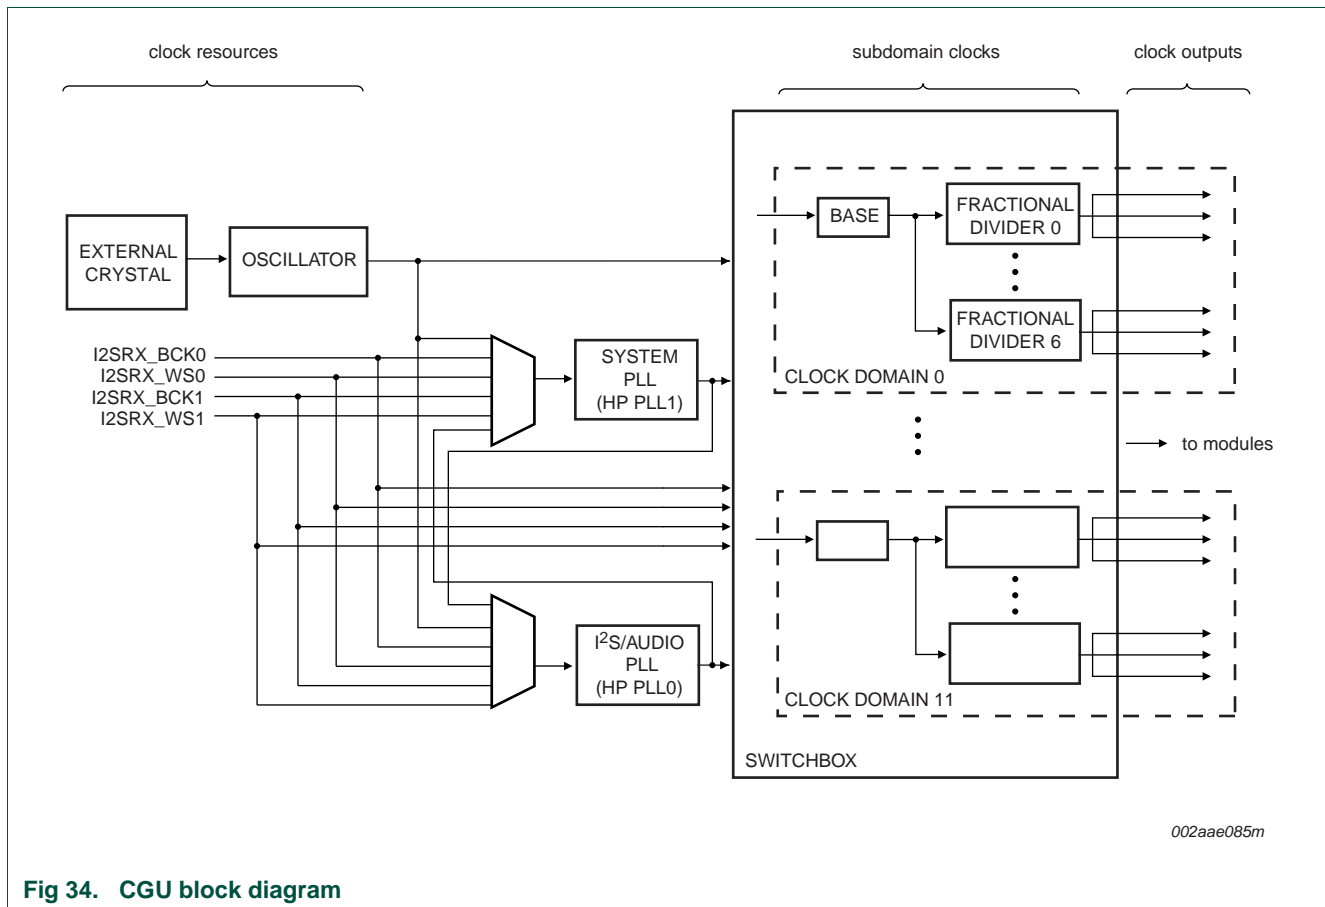 clock resources
subdomain clocks
clock outputs
EXTERNAL
CRYSTAL
OSCILLATOR
BASE
FRACTIONAL
DIVIDER 0
FRACTIONAL
DIVIDER 6
CLOCK DOMAIN 0
I2SRX_BCK0
I2SRX_WS0
I2SRX_BCK1
I2SRX_WS1
SYSTEM
PLL
(HP PLL1)
to modules
I2S/AUDIO
PLL
(HP PLL0)
CLOCK DOMAIN 11
SWITCHBOX
002aae085m
Fig 34. CGU block diagram